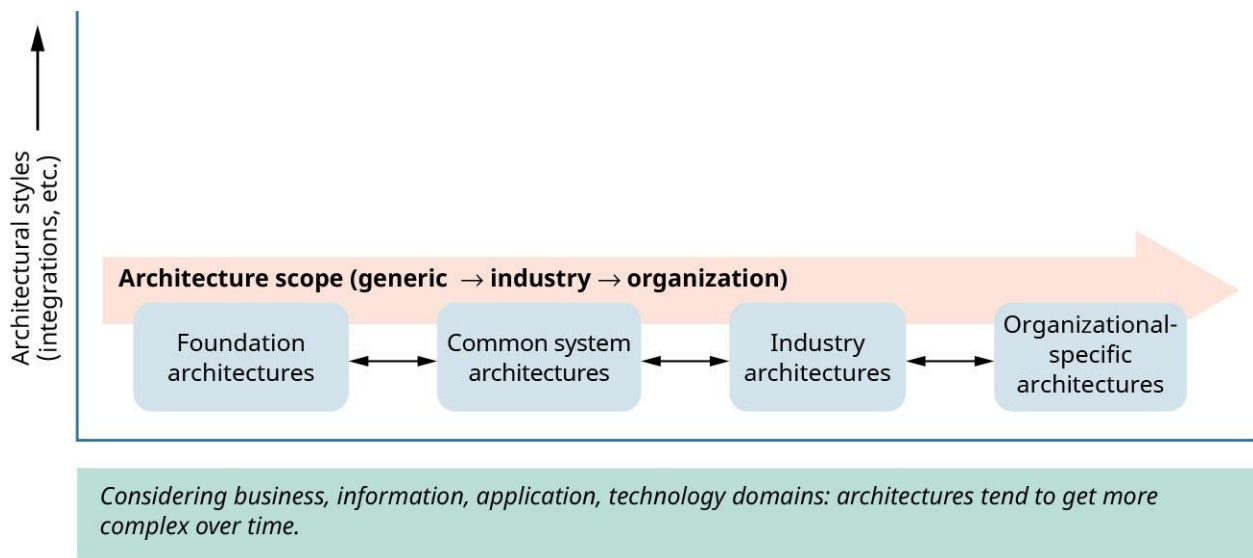 Architectural styles
(integrations, etc.)
Architecture scope (generic → industry → organization)
Foundation
architectures
Common system
architectures
Industry
architectures
Organizational-
specific
architectures
Considering business, information, application, technology domains: architectures tend to get more
complex over time.